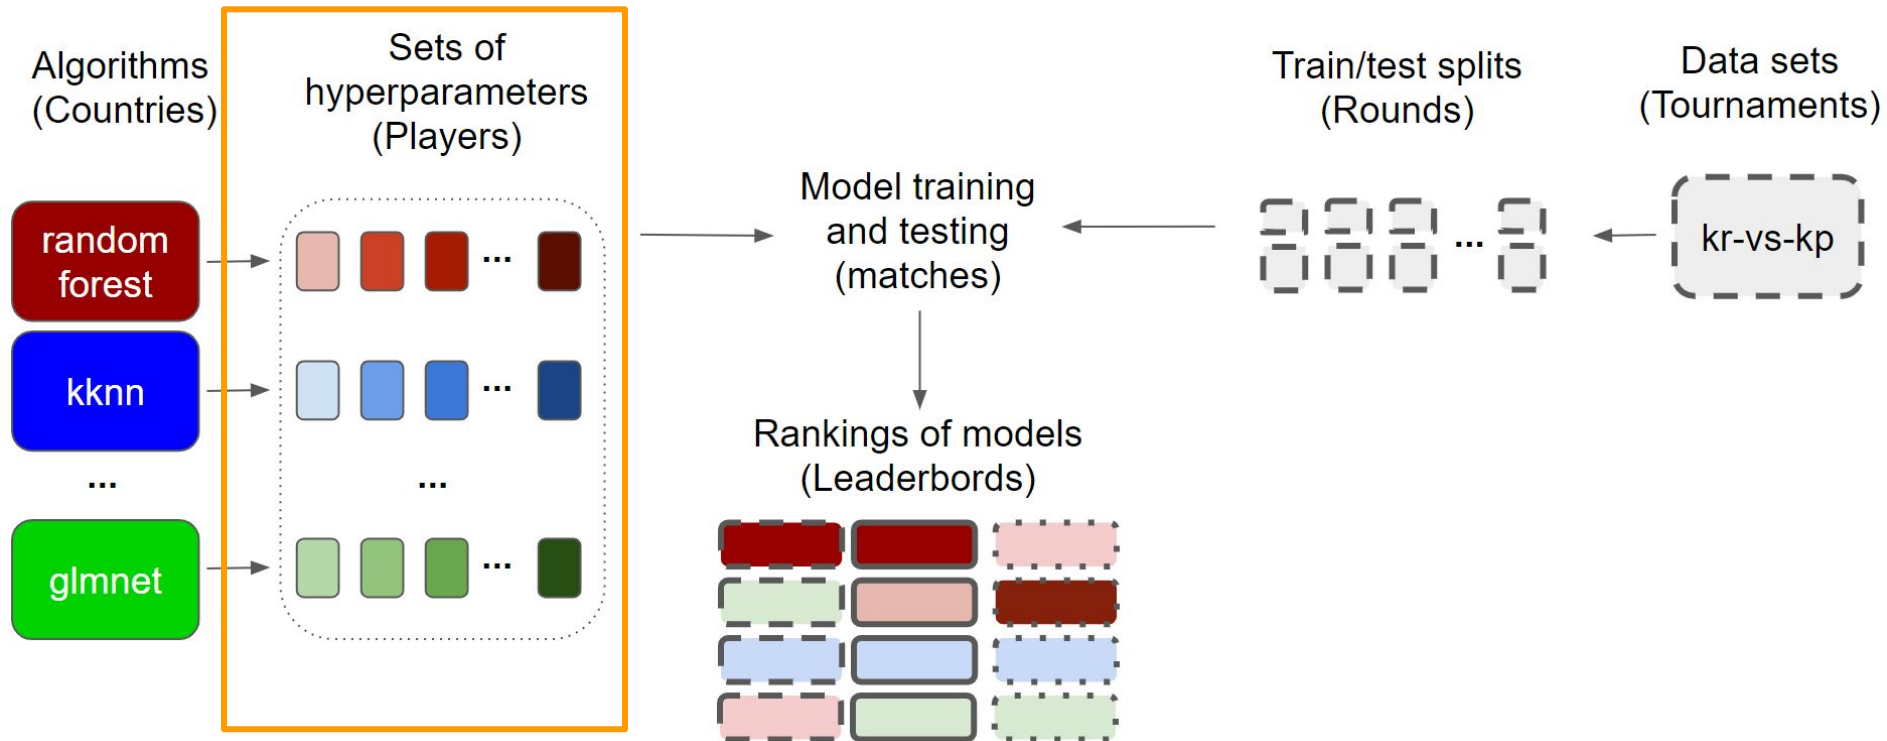 Algorithms
(Countries)
Sets of
hyperparameters
(Players)
Train/test splits
(Rounds)
Data sets
(Tournaments)
random
forest
...
Model training
and testing
(matches)
...
kr-vs-kp
kknn
...
...
...
Rankings of models
(Leaderbords)
glmnet
...